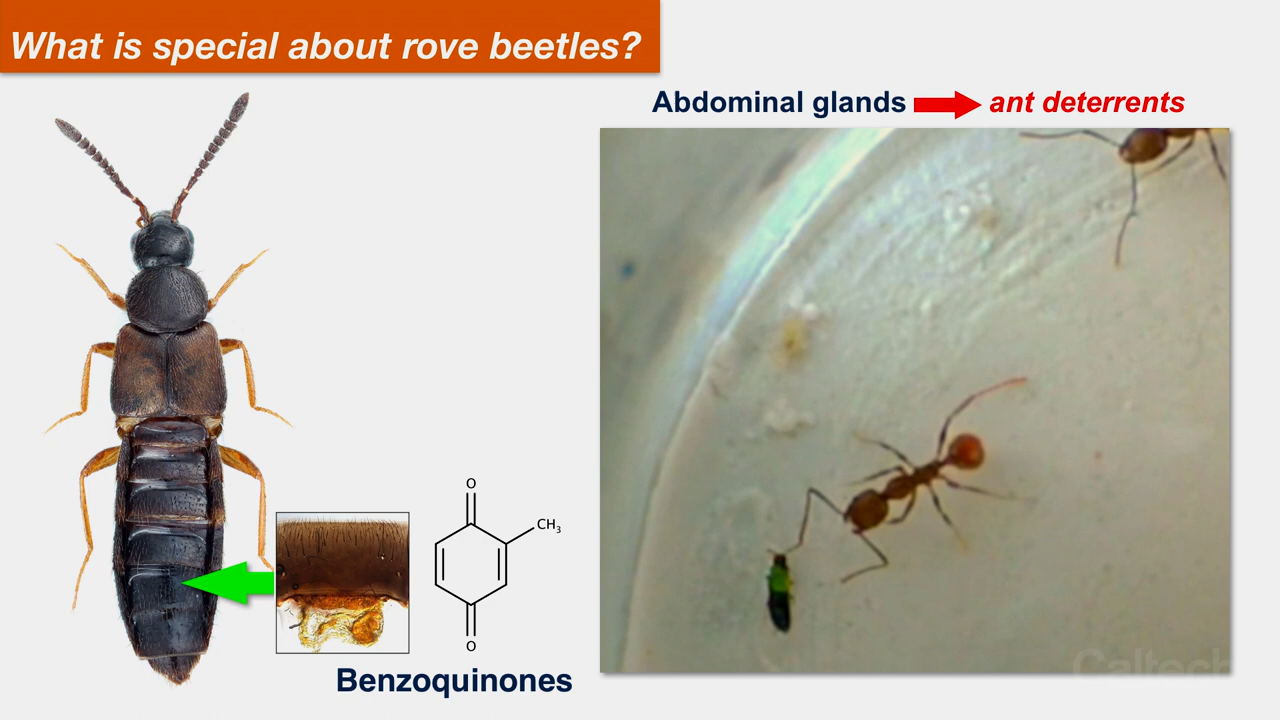 What is special about rove beetles?
Abdominal glands ant deterrents
O
CH₃
O
Benzoquinones
Caltech